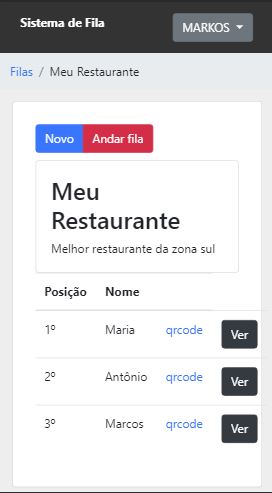 Sistema de Fila MARKOS
Filas / Meu Restaurante
Novo Andar fila
Meu
Restaurante
Melhor restaurante da zona sul
Posição Nome
1º Maria qrcode Ver
2º Antônio qrcode Ver
3º Marcos qrcode Ver